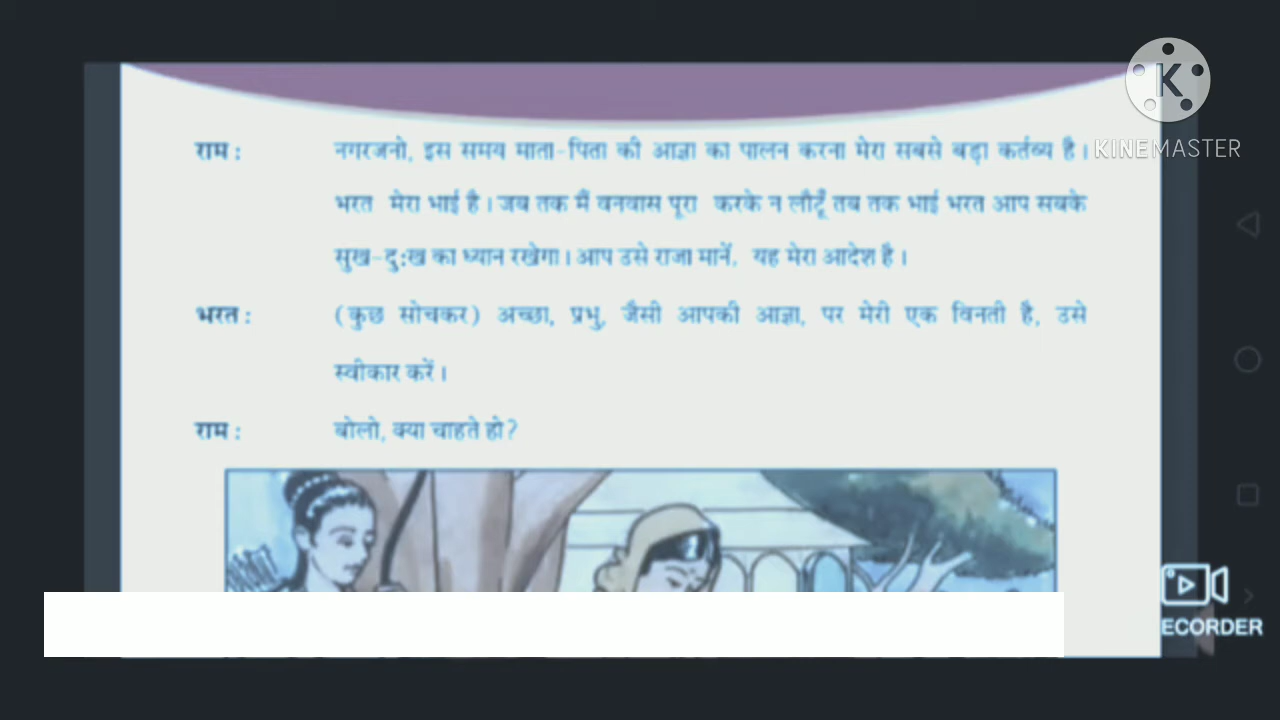 राम : नगरजनो, इस समय माता-पिता की आज्ञा का पालन करना मेरा सबसे बड़ा कर्तव्य है।
भरत मेरा भाई है। जब तक मैं वनवास पूरा करके न लौटूँ तब तक भाई भरत आप सबके
सुख-दु:ख का ध्यान रखेगा। आप उसे राजा मानें, यह मेरा आदेश है।
भरत : (कुछ सोचकर) अच्छा, प्रभु, जैसी आपकी आज्ञा, पर मेरी एक विनती है, उसे
स्वीकार करें।
राम : बोलो, क्या चाहते हो?
K
KINEMASTER
ECORDER